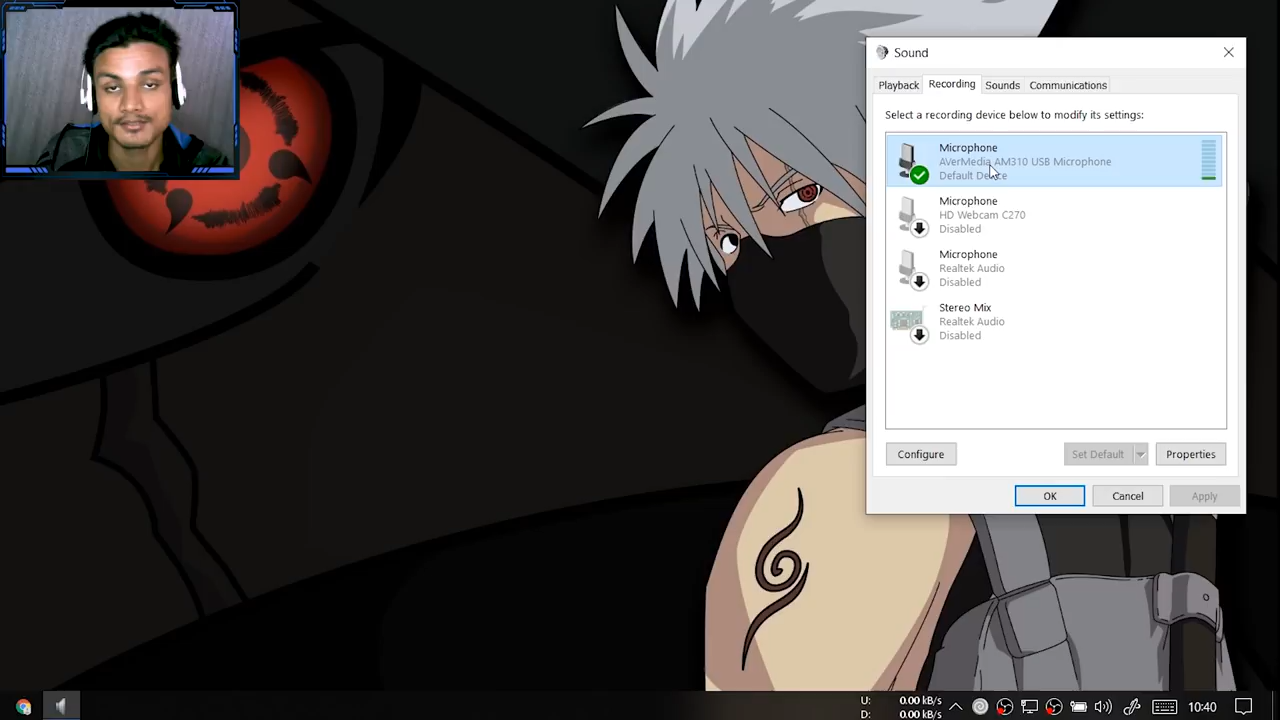 Sound
Playback
Recording
Sounds
Communications
Select a recording device below to modify its settings:
Microphone
AVerMedia AM310 USB Microphone
Default Device
Microphone
HD Webcam C270
Disabled
Microphone
Realtek Audio
Disabled
Stereo Mix
Realtek Audio
Disabled
Configure
Set Default
Properties
OK
Cancel
Apply
U: 0.00 kB/s
D: 0.00 kB/s
10:40